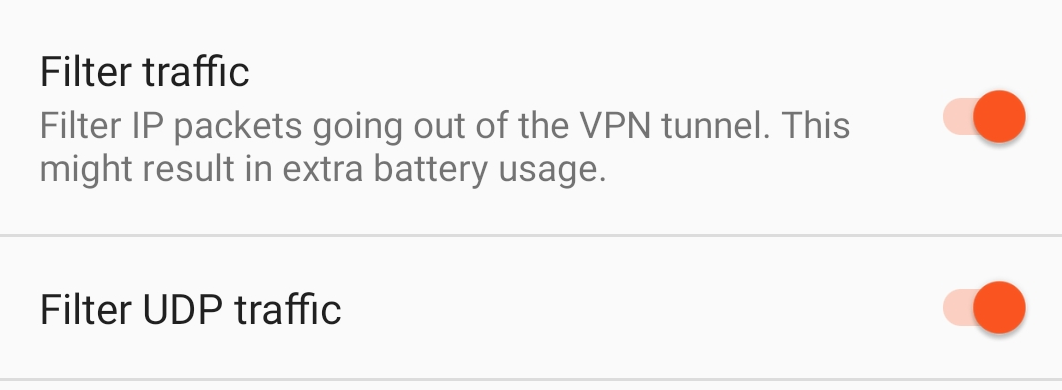 Filter traffic
Filter IP packets going out of the VPN tunnel. This
might result in extra battery usage.
Filter UDP traffic